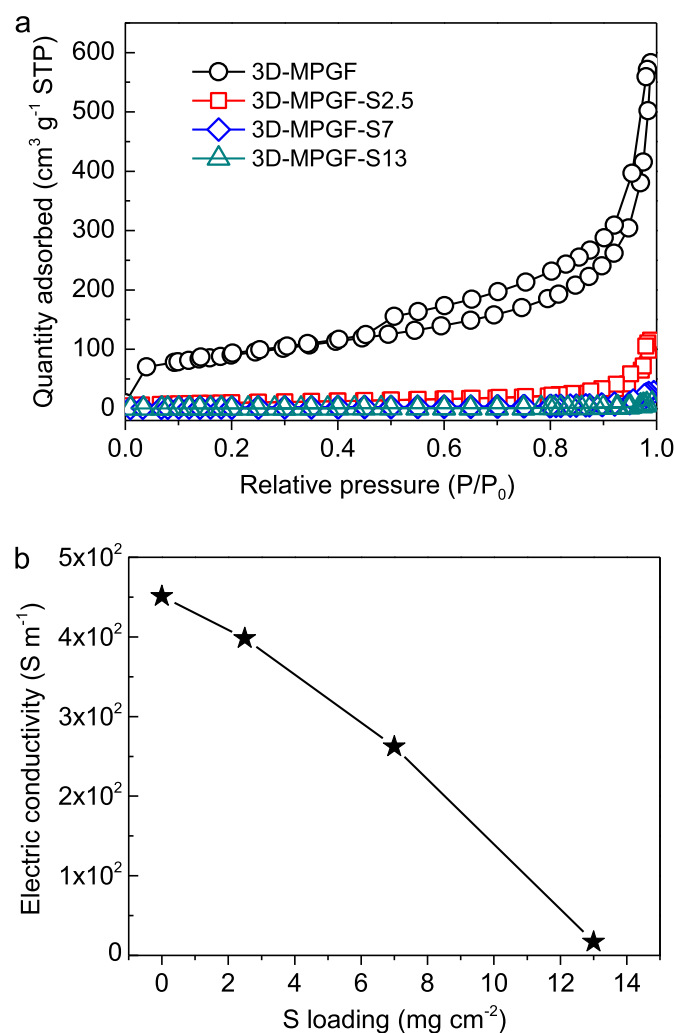 a
600
500
400
300
200
100
0
Quantity adsorbed (cm³ g⁻¹ STP)
3D-MPGF
3D-MPGF-S2.5
3D-MPGF-S7
3D-MPGF-S13
0.0 0.2 0.4 0.6 0.8 1.0
Relative pressure (P/P₀)
b
5x10²
4x10²
3x10²
2x10²
1x10²
0
Electric conductivity (S m⁻¹)
0 2 4 6 8 10 12 14
S loading (mg cm⁻²)